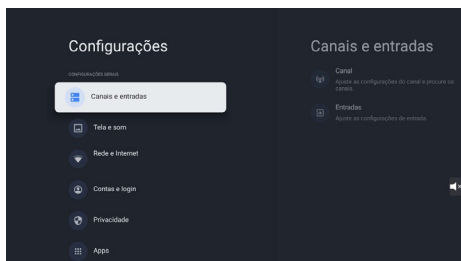 Configurações
CONFIGURAÇÕES GERAIS
Canais e entradas
Tela e som
Rede e Internet
Contas e login
Privacidade
Apps
Canais e entradas
Canal
Ajuste as configurações do canal e procure os
canais.
Entradas
Ajuste as configurações de entrada.